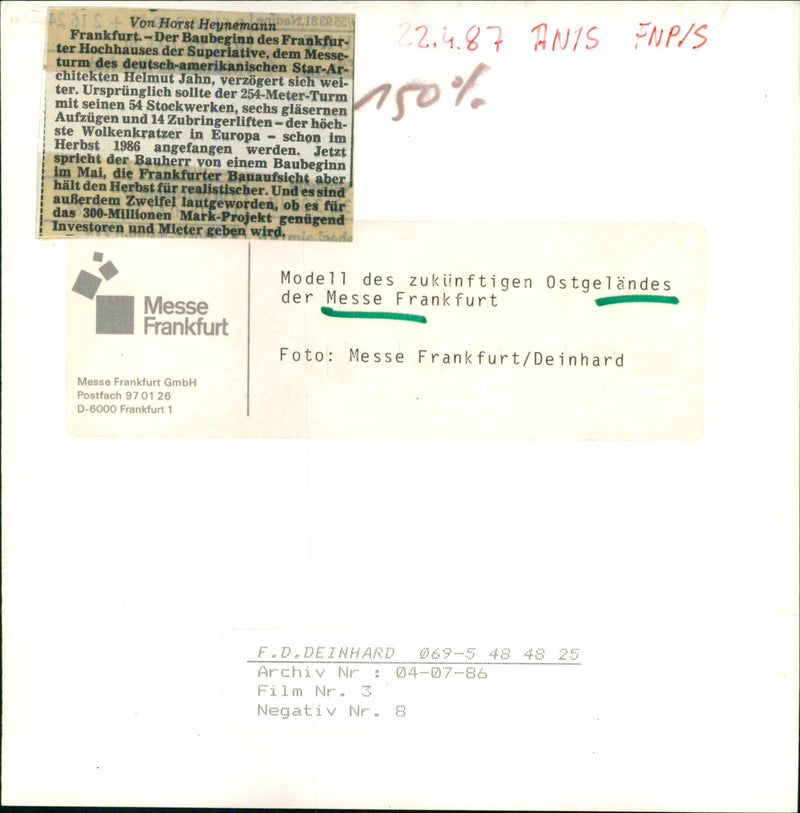 Von Horst Heynemann
Frankfurt. – Der Baubeginn des Frankfur-
ter Hochhauses der Superlative, dem Messe-
turm des deutsch-amerikanischen Star-Ar-
chitekten Helmut Jahn, verzögert sich wei-
ter. Ursprünglich sollte der 254-Meter-Turm
mit seinen 54 Stockwerken, sechs gläsernen
Aufzügen und 14 Zubringerliften – der höch-
ste Wolkenkratzer in Europa – schon im
Herbst 1986 angefangen werden. Jetzt
spricht der Bauherr von einem Baubeginn
im Mai, die Frankfurter Bauaufsicht aber
hält den Herbst für realistischer. Und es sind
außerdem Zweifel lautgeworden, ob es für
das 300-Millionen Mark-Projekt genügend
Investoren und Mieter geben wird.
22.4.87 AN/S FNP/S
150%
Messe
Frankfurt
Messe Frankfurt GmbH
Postfach 97 01 26
D-6000 Frankfurt 1
Modell des zukünftigen Ostgeländes
der Messe Frankfurt
Foto: Messe Frankfurt/Deinhard
F.D.DEINHARD 069-5 48 48 25
Archiv Nr : 04-07-86
Film Nr. 3
Negativ Nr. 8